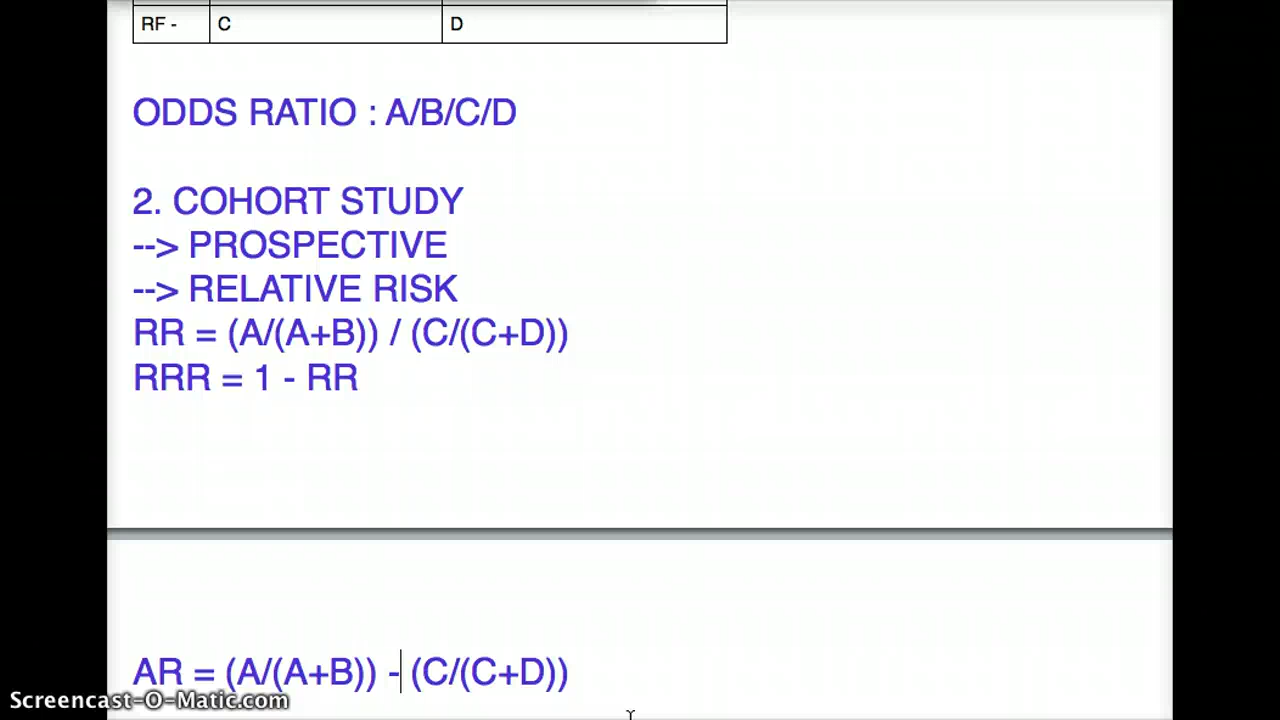 RF - C D
ODDS RATIO : A/B/C/D
2. COHORT STUDY
--> PROSPECTIVE
--> RELATIVE RISK
RR = (A/(A+B)) / (C/(C+D))
RRR = 1 - RR
AR = (A/(A+B)) - (C/(C+D))
Screencast-O-Matic.com